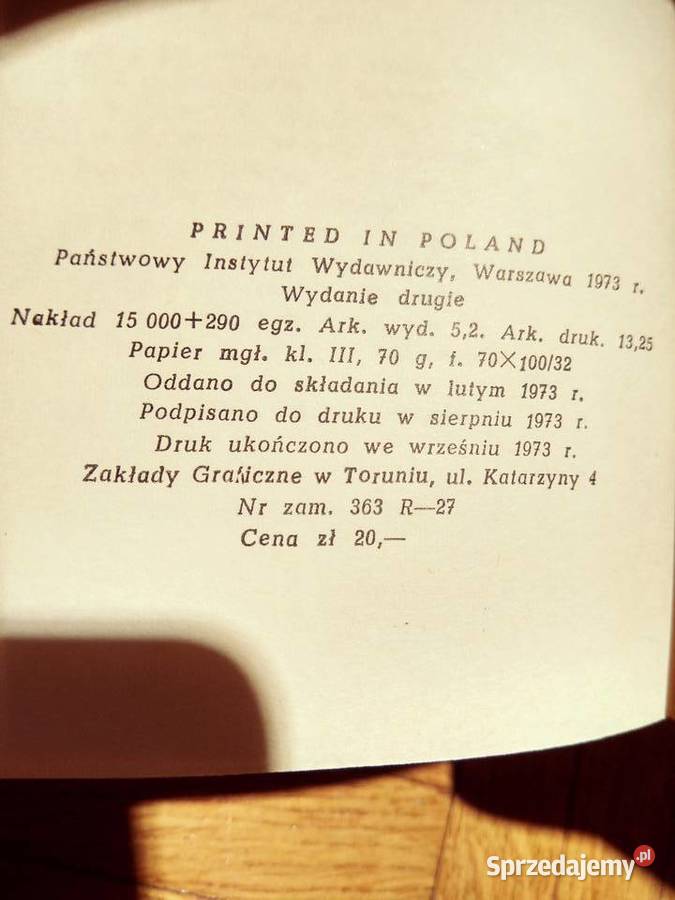 PRINTED IN POLAND
Państwowy Instytut Wydawniczy, Warszawa 1973 r.
Wydanie drugie
Nakład 15 000+290 egz. Ark. wyd. 5,2. Ark. druk. 13,25
Papier mgł. kl. III, 70 g, f. 70×100/32
Oddano do składania w lutym 1973 r.
Podpisano do druku w sierpniu 1973 r.
Druk ukończono we wrześniu 1973 r.
Zakłady Graficzne w Toruniu, ul. Katarzyny 4
Nr zam. 363 R—27
Cena zł 20,—
Sprzedajemy.pl